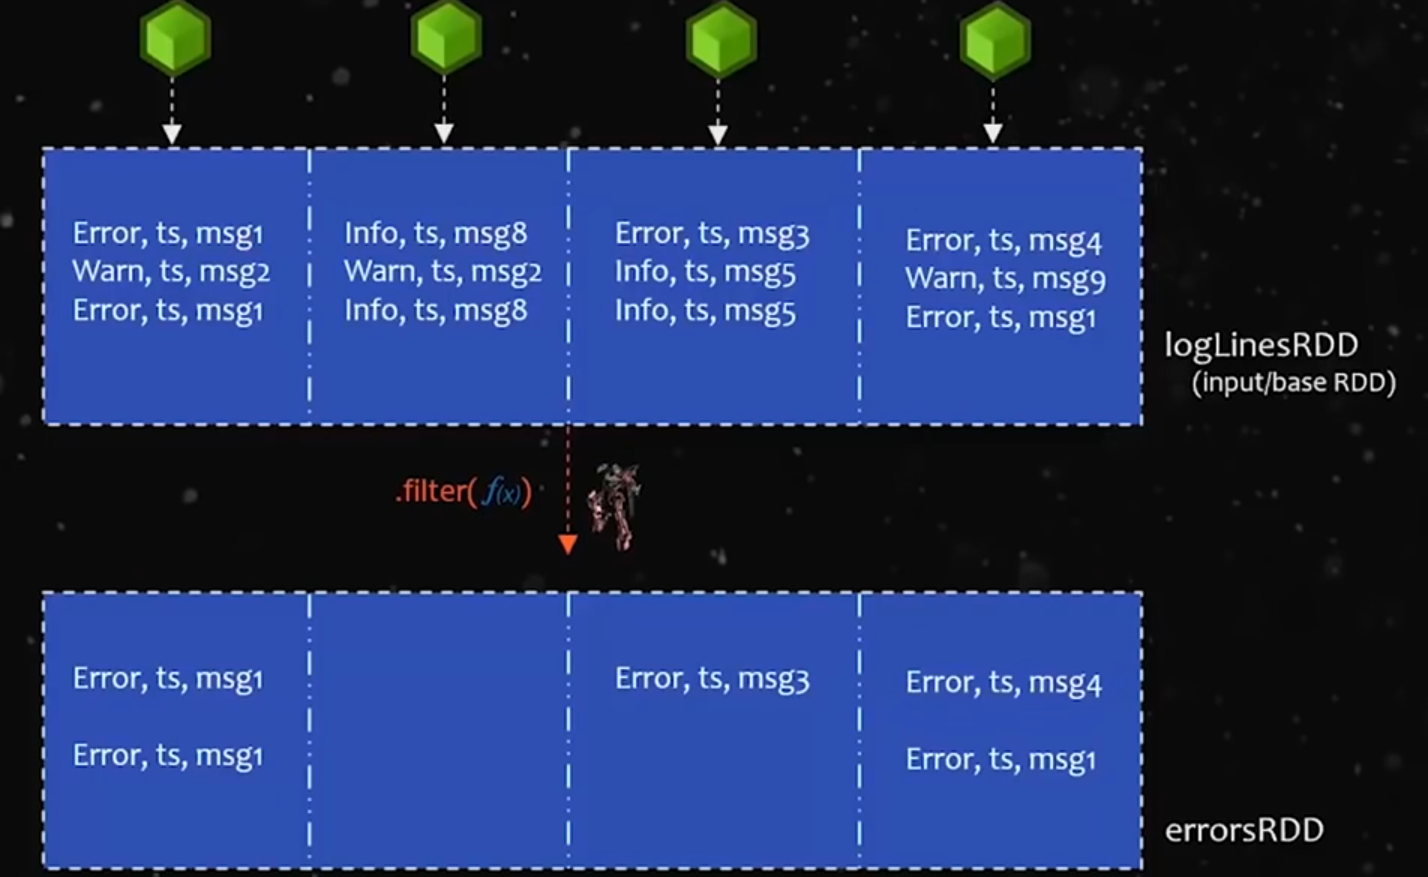 Error, ts, msg1
Warn, ts, msg2
Error, ts, msg1
Info, ts, msg8
Warn, ts, msg2
Info, ts, msg8
Error, ts, msg3
Info, ts, msg5
Info, ts, msg5
Error, ts, msg4
Warn, ts, msg9
Error, ts, msg1
logLinesRDD
(input/base RDD)
.filter( f(x) )
Error, ts, msg1
Error, ts, msg1
Error, ts, msg3
Error, ts, msg4
Error, ts, msg1
errorsRDD